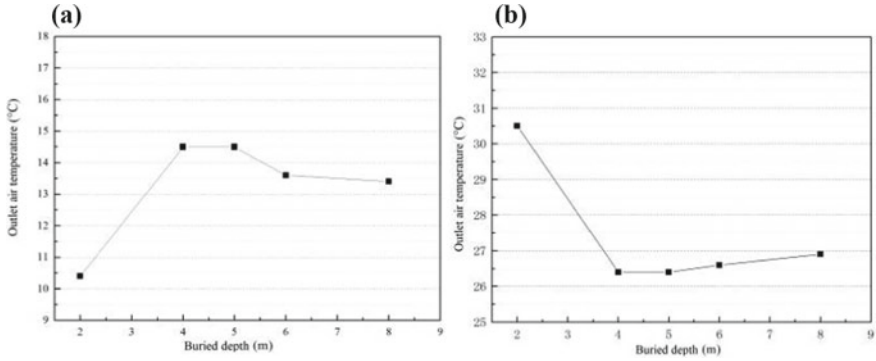 (a)
18
17
16
15
14
13
12
11
10
9
Outlet air temperature (°C)
2 3 4 5 6 7 8 9
Buried depth (m)
(b)
33
32
31
30
29
28
27
26
25
Outlet air temperature (°C)
2 3 4 5 6 7 8 9
Buried depth (m)